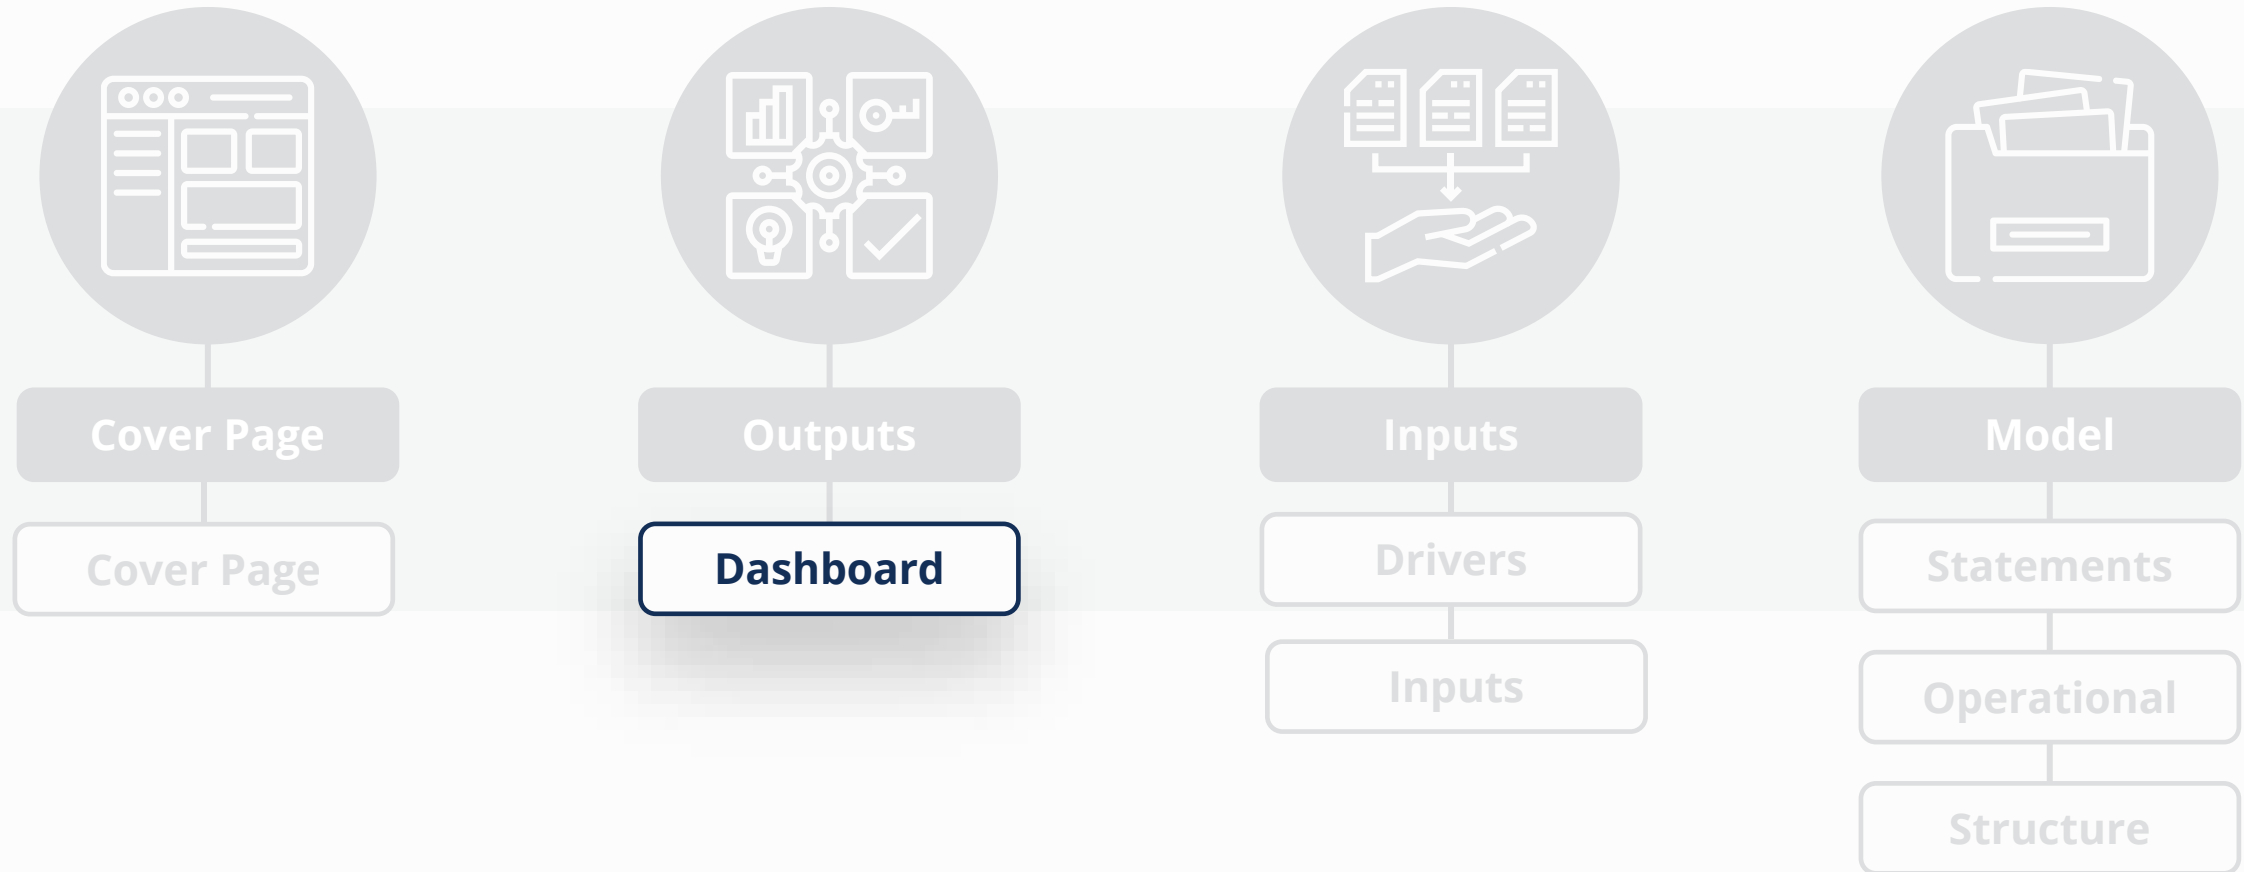 Cover Page
Outputs
Inputs
Model
Cover Page
Dashboard
Drivers
Statements
Inputs
Operational
Structure